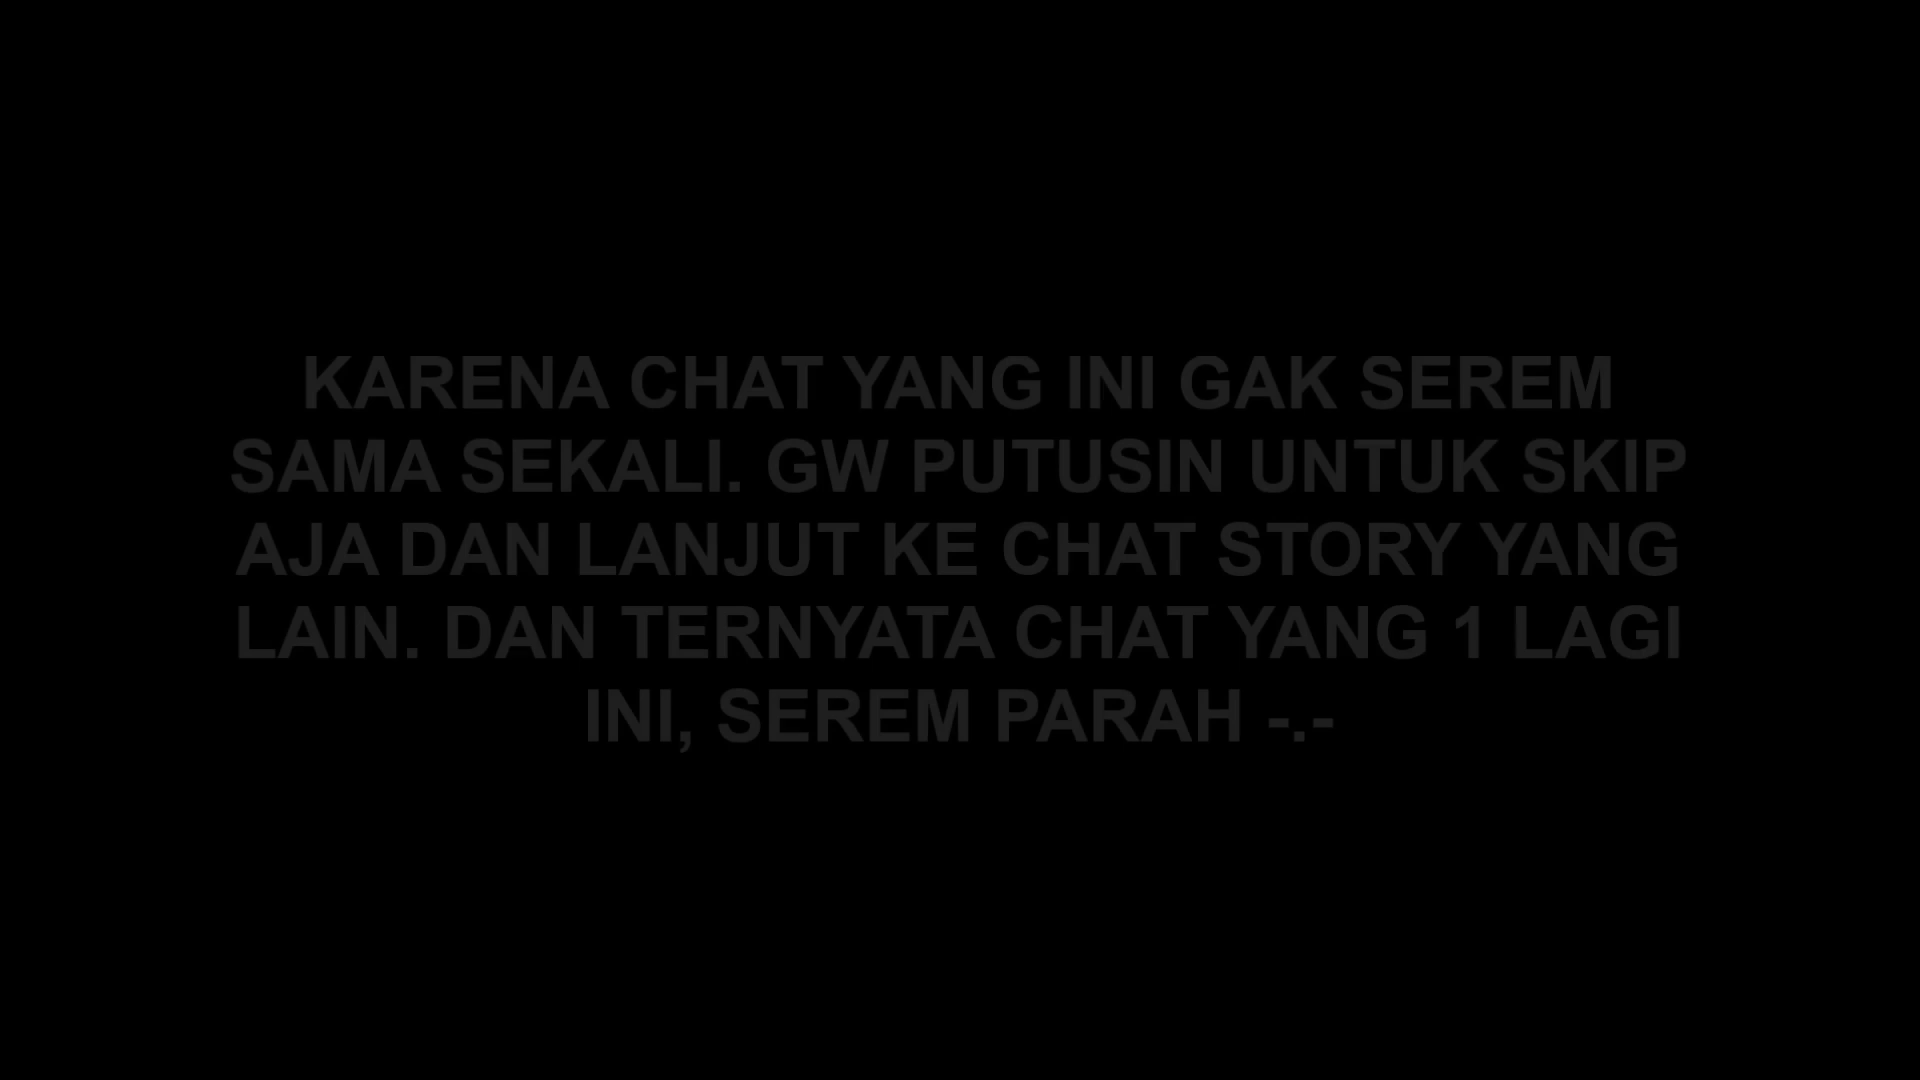 KARENA CHAT YANG INI GAK SEREM
SAMA SEKALI. GW PUTUSIN UNTUK SKIP
AJA DAN LANJUT KE CHAT STORY YANG
LAIN. DAN TERNYATA CHAT YANG 1 LAGI
INI, SEREM PARAH -.-